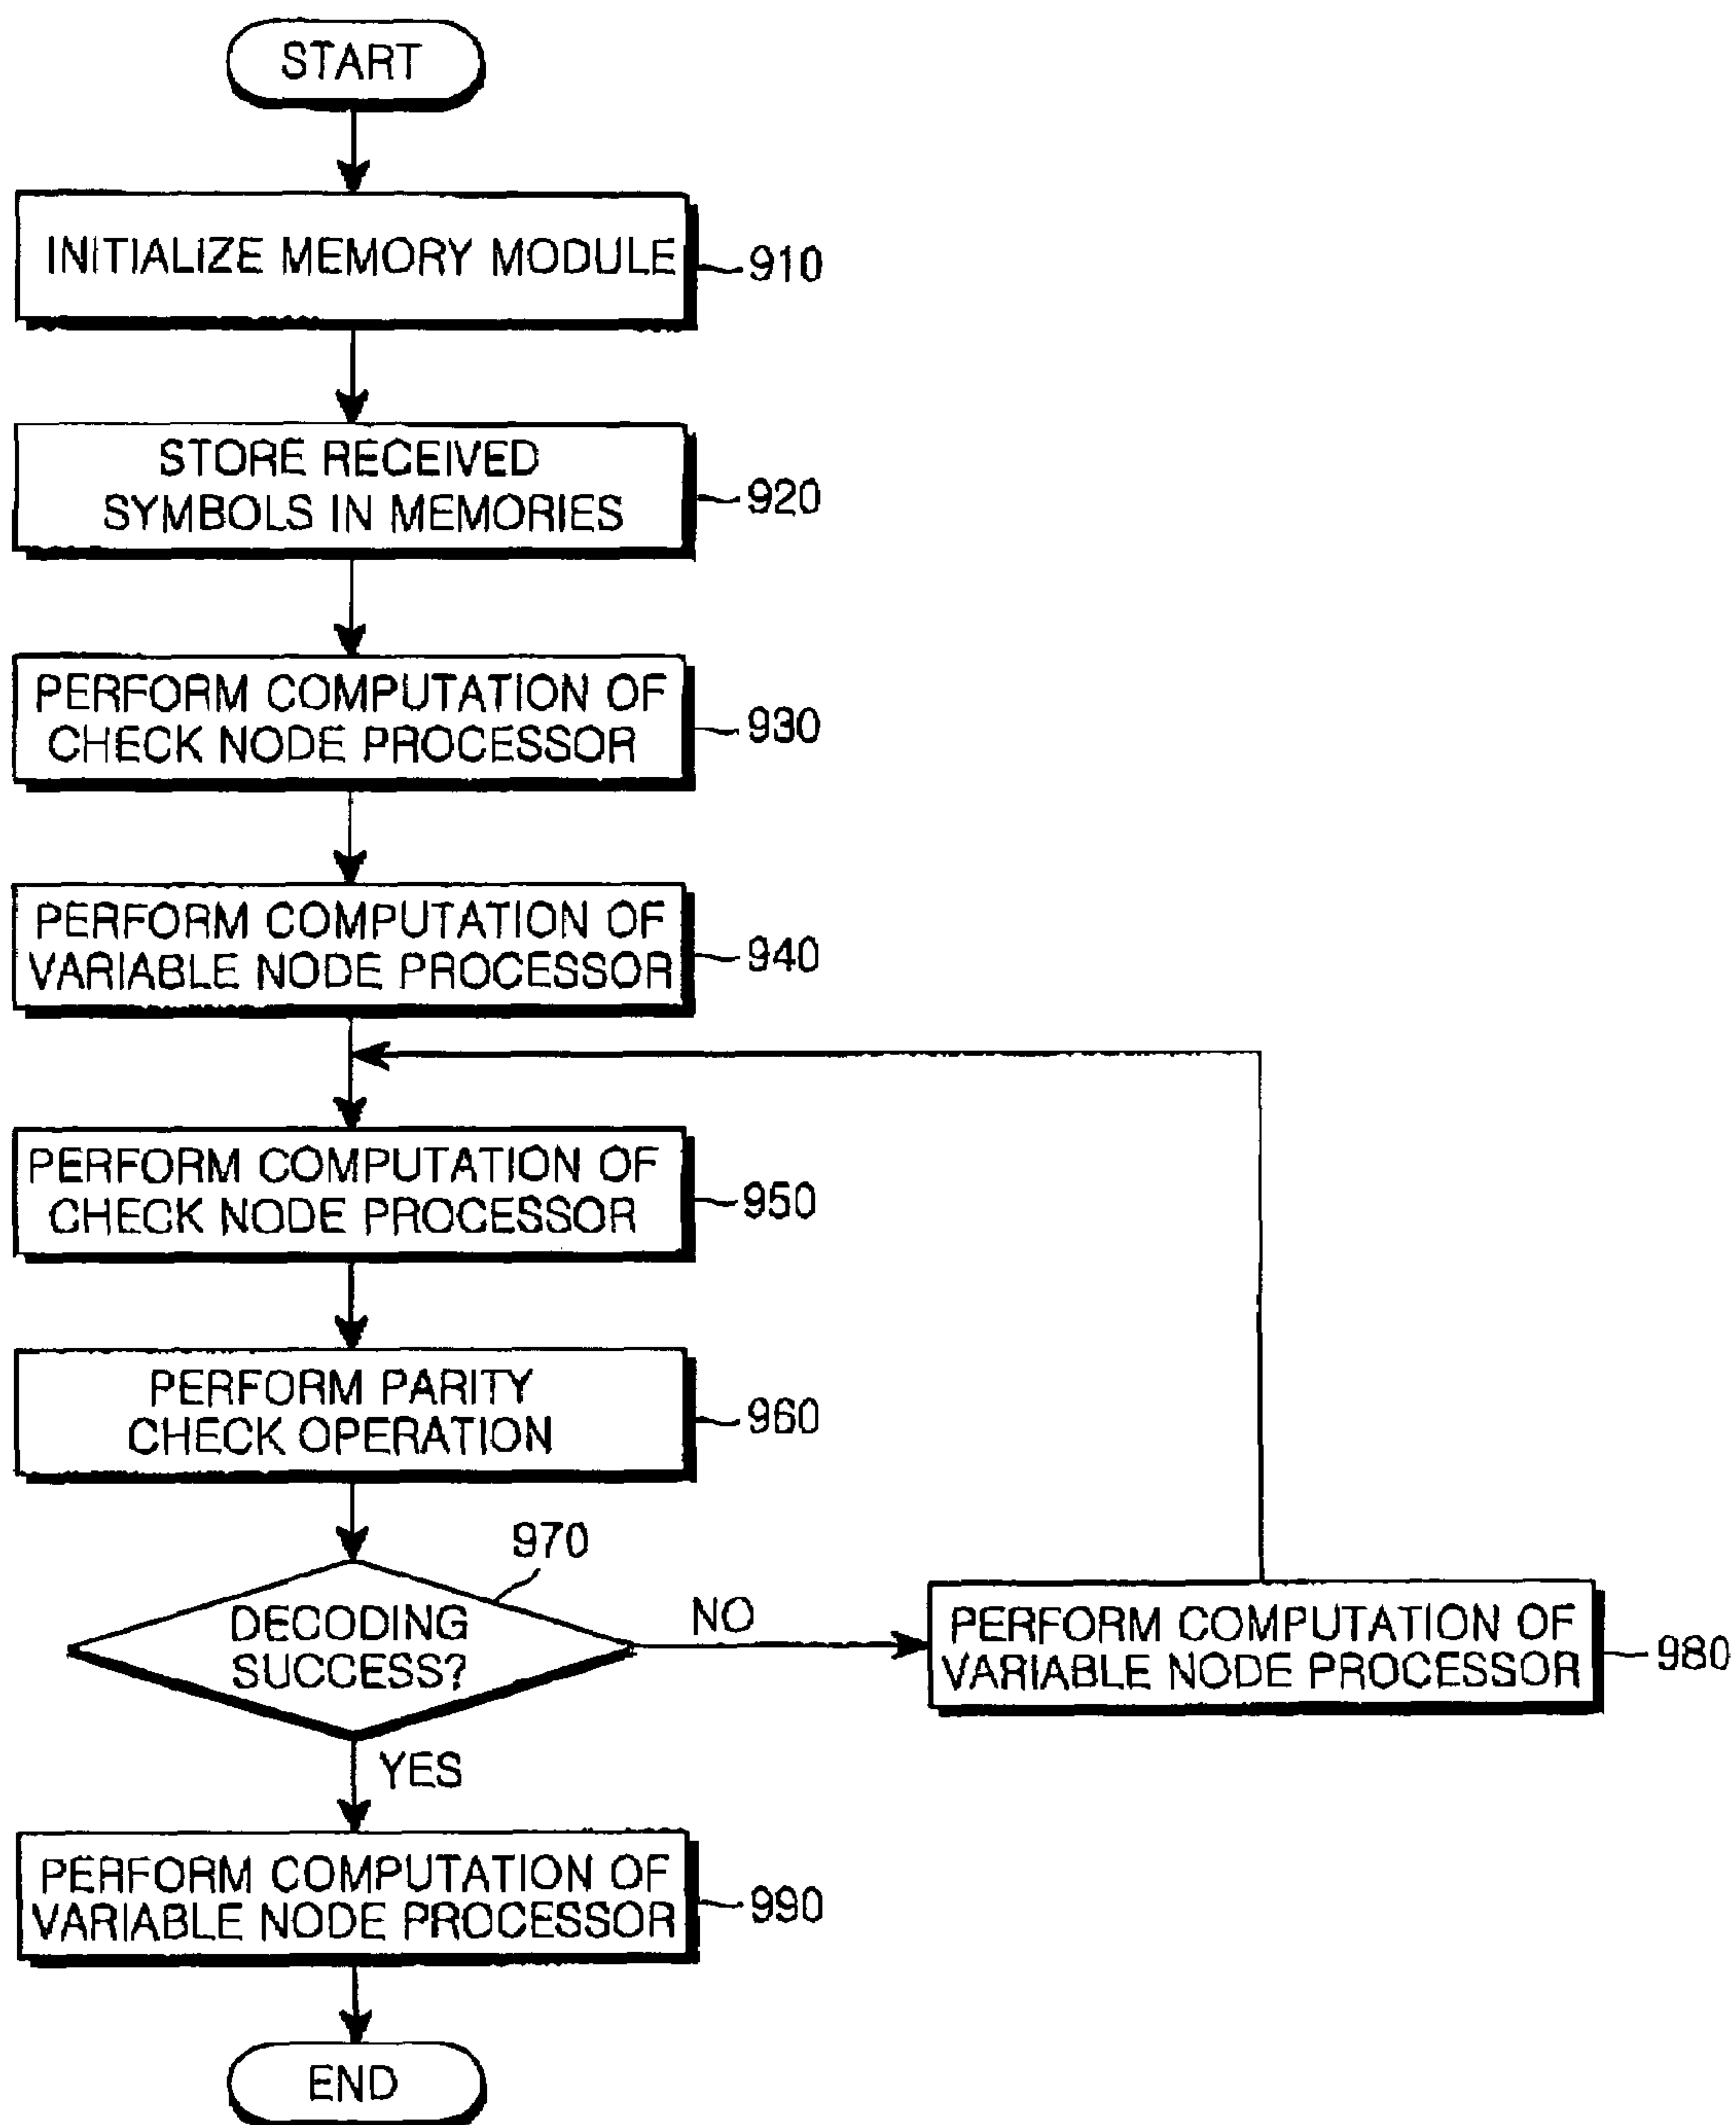 START
INITIALIZE MEMORY MODULE
910
STORE RECEIVED
SYMBOLS IN MEMORIES
920
PERFORM COMPUTATION OF
CHECK NODE PROCESSOR
930
PERFORM COMPUTATION OF
VARIABLE NODE PROCESSOR
940
PERFORM COMPUTATION OF
CHECK NODE PROCESSOR
950
PERFORM PARITY
CHECK OPERATION
960
970
DECODING
SUCCESS?
NO
PERFORM COMPUTATION OF
VARIABLE NODE PROCESSOR
980
YES
PERFORM COMPUTATION OF
VARIABLE NODE PROCESSOR
990
END